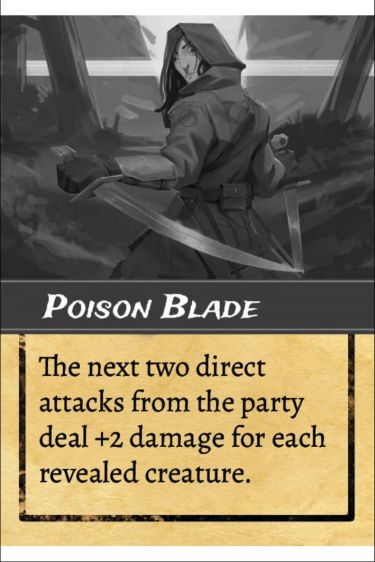 Poison Blade
The next two direct
attacks from the party
deal +2 damage for each
revealed creature.